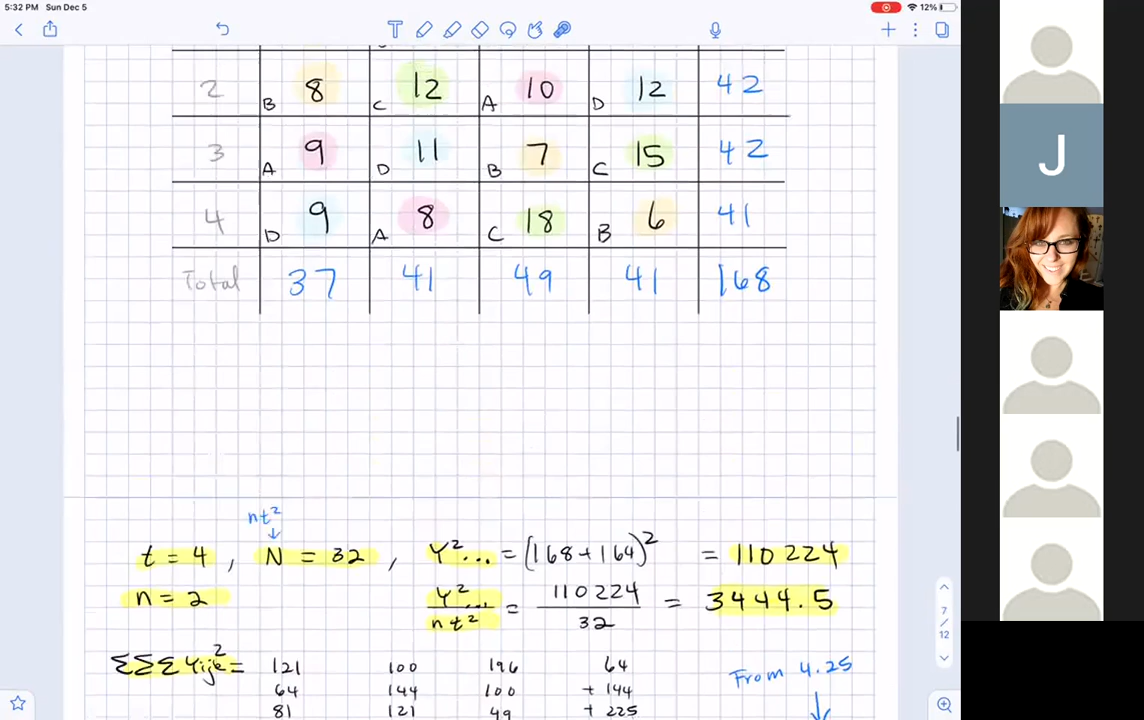 5:32 PM Sun Dec 5
12%
T
2 B 8 C 12 A 10 D 12 42
3 A 9 D 11 B 7 C 15 42
4 D 9 A 8 C 18 B 6 41
Total 37 41 49 41 168
J
nt²
↓
t = 4 , N = 32 , Y²... = (168+164)² = 110224
n = 2
Y²... / nt² = 110224 / 32 = 3444.5
ΣΣΣ Yijk² = 121 100 196 64
64 144 100 + 144
81 121 49 + 225
From 4.25
↓
7
/
12